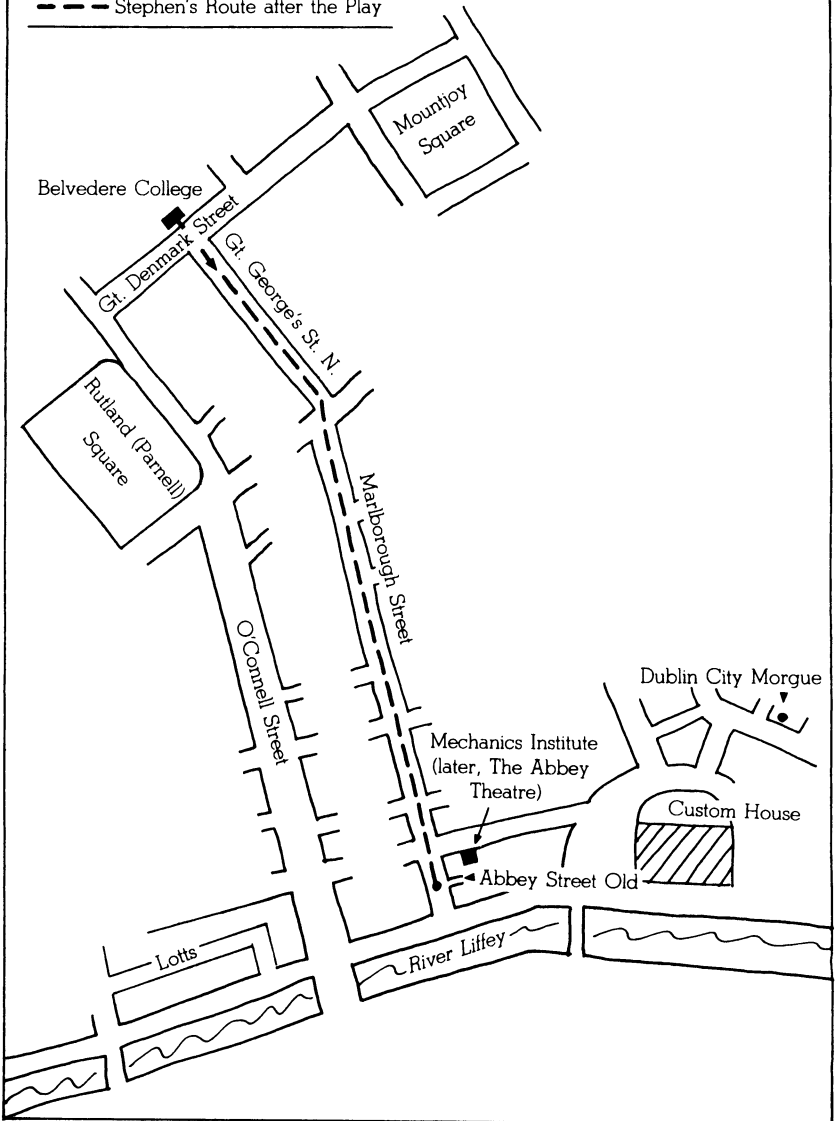 Stephen's Route after the Play
Mountjoy
Square
Belvedere College
Gt. Denmark Street
Gt. George's St. N.
Rutland (Parnell)
Square
Marlborough Street
O'Connell Street
Dublin City Morgue
Mechanics Institute
(later, The Abbey
Theatre)
Custom House
Abbey Street Old
Lotts
River Liffey